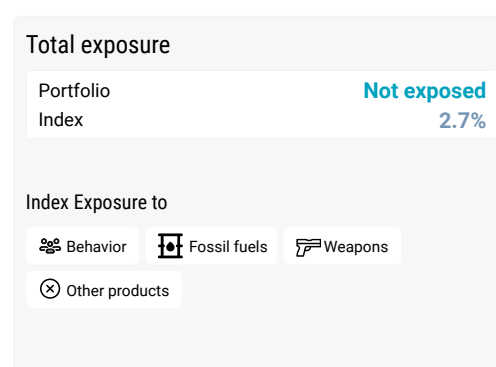 Total exposure
Portfolio Not exposed
Index 2.7%
Index Exposure to
Behavior Fossil fuels Weapons
Other products